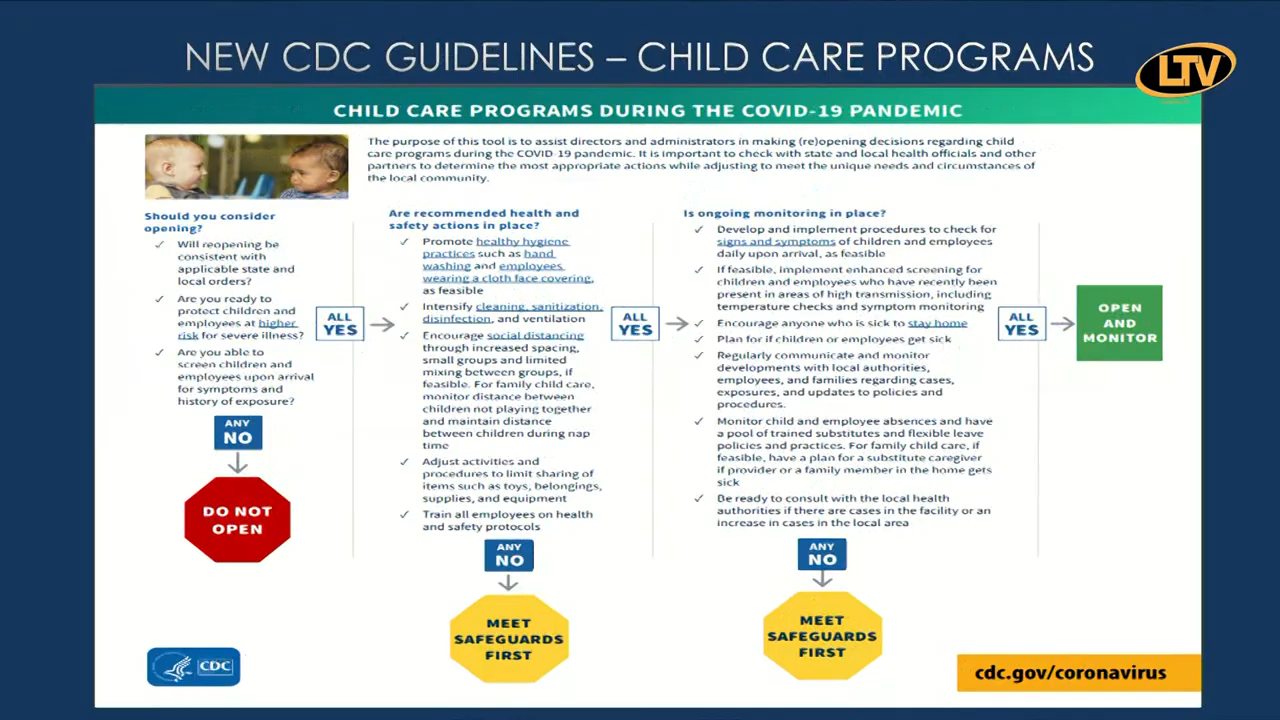 NEW CDC GUIDELINES – CHILD CARE PROGRAMS
LTV
CHILD CARE PROGRAMS DURING THE COVID-19 PANDEMIC
The purpose of this tool is to assist directors and administrators in making (re)opening decisions regarding child
care programs during the COVID-19 pandemic. It is important to check with state and local health officials and other
partners to determine the most appropriate actions while adjusting to meet the unique needs and circumstances of
the local community.
Should you consider
opening?
✓ Will reopening be
consistent with
applicable state and
local orders?
✓ Are you ready to
protect children and
employees at higher
risk for severe illness?
✓ Are you able to
screen children and
employees upon arrival
for symptoms and
history of exposure?
ANY
NO
DO NOT
OPEN
ALL
YES
Are recommended health and
safety actions in place?
✓ Promote healthy hygiene
practices such as hand
washing and employees
wearing a cloth face covering,
as feasible
✓ Intensify cleaning, sanitization,
disinfection, and ventilation
✓ Encourage social distancing
through increased spacing,
small groups and limited
mixing between groups, if
feasible. For family child care,
monitor distance between
children not playing together
and maintain distance
between children during nap
time
✓ Adjust activities and
procedures to limit sharing of
items such as toys, belongings,
supplies, and equipment
✓ Train all employees on health
and safety protocols
ANY
NO
MEET
SAFEGUARDS
FIRST
ALL
YES
Is ongoing monitoring in place?
✓ Develop and implement procedures to check for
signs and symptoms of children and employees
daily upon arrival, as feasible
✓ If feasible, implement enhanced screening for
children and employees who have recently been
present in areas of high transmission, including
temperature checks and symptom monitoring
✓ Encourage anyone who is sick to stay home
✓ Plan for if children or employees get sick
✓ Regularly communicate and monitor
developments with local authorities,
employees, and families regarding cases,
exposures, and updates to policies and
procedures.
✓ Monitor child and employee absences and have
a pool of trained substitutes and flexible leave
policies and practices. For family child care, if
feasible, have a plan for a substitute caregiver
if provider or a family member in the home gets
sick
✓ Be ready to consult with the local health
authorities if there are cases in the facility or an
increase in cases in the local area
ANY
NO
MEET
SAFEGUARDS
FIRST
ALL
YES
OPEN
AND
MONITOR
CDC
cdc.gov/coronavirus